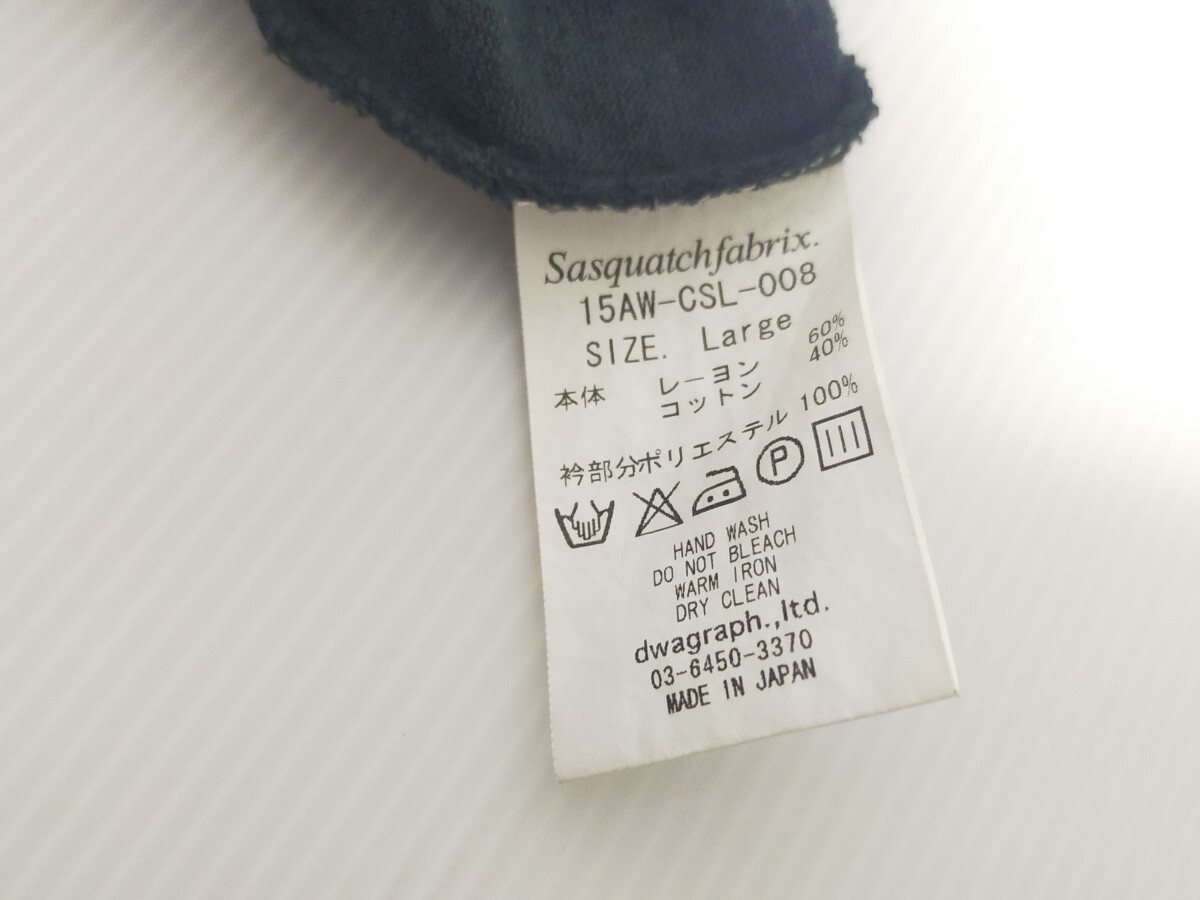 Sasquatchfabrix.
15AW-CSL-008
SIZE. Large
本体 レーヨン 60%
コットン 40%
衿部分ポリエステル 100%
P
HAND WASH
DO NOT BLEACH
WARM IRON
DRY CLEAN
dwagraph.,ltd.
03-6450-3370
MADE IN JAPAN